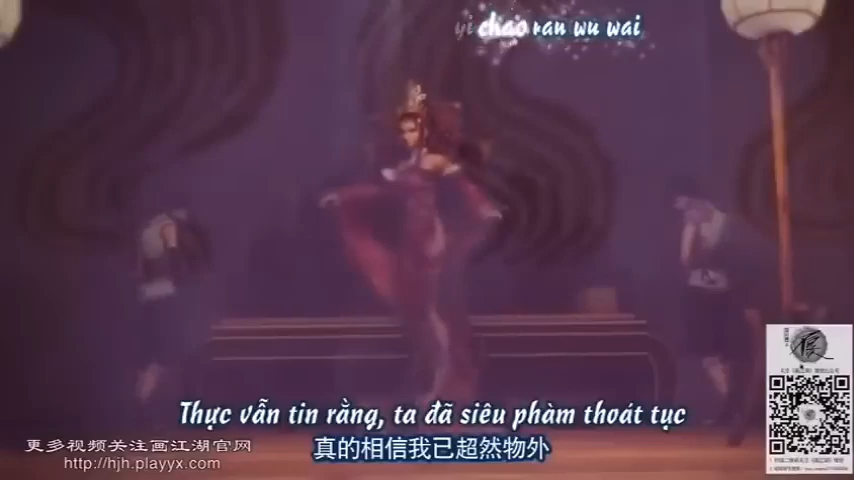 yi chao ran wu wai
Thực vẫn tin rằng, ta đã siêu phàm thoát tục
真的相信我已超然物外
更多视频关注画江湖官网
http://hjh.playyx.com